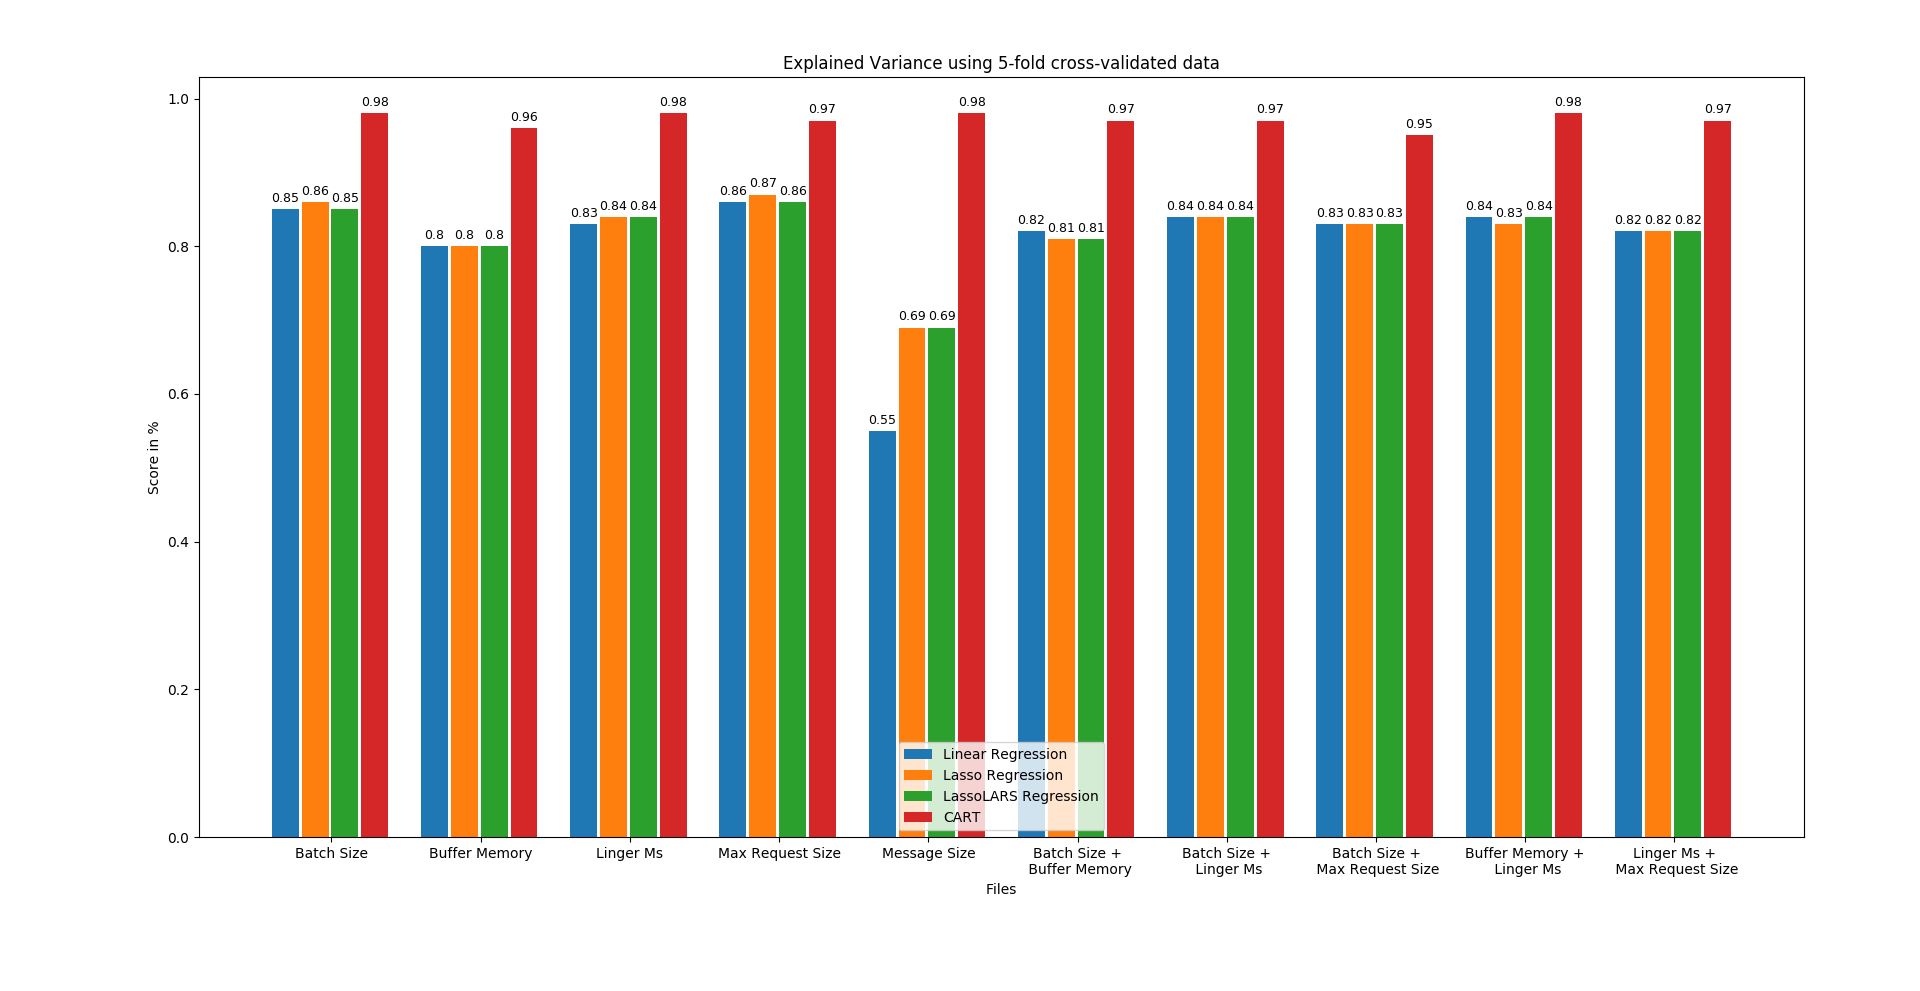 Explained Variance using 5-fold cross-validated data
1.0
0.8
0.6
0.4
0.2
0.0
Score in %
0.85 0.86 0.85 0.98
0.8 0.8 0.8 0.96
0.83 0.84 0.84 0.98
0.86 0.87 0.86 0.97
0.55 0.69 0.69 0.98
0.82 0.81 0.81 0.97
0.84 0.84 0.84 0.97
0.83 0.83 0.83 0.95
0.84 0.83 0.84 0.98
0.82 0.82 0.82 0.97
Linear Regression
Lasso Regression
LassoLARS Regression
CART
Batch Size
Buffer Memory
Linger Ms
Max Request Size
Message Size
Batch Size +
Buffer Memory
Batch Size +
Linger Ms
Batch Size +
Max Request Size
Buffer Memory +
Linger Ms
Linger Ms +
Max Request Size
Files